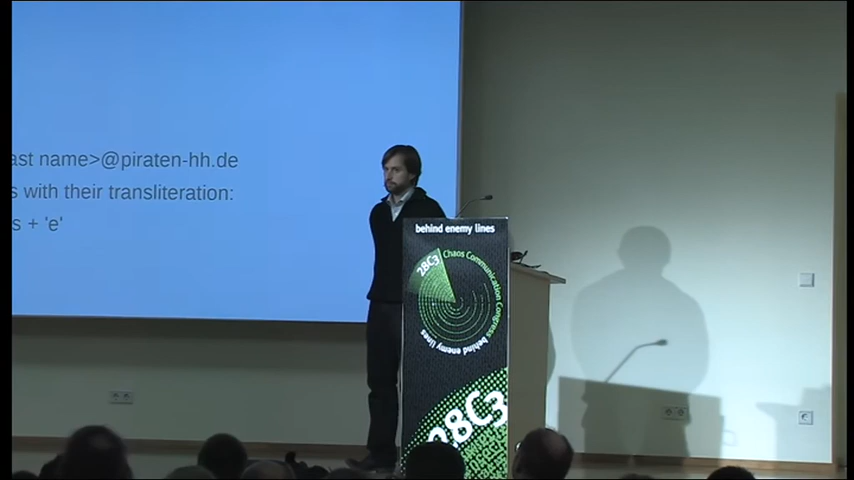 ast name>@piraten-hh.de
s with their transliteration:
s + 'e'
behind enemy lines
28C3
Chaos Communication Congress behind enemy lines
28C3